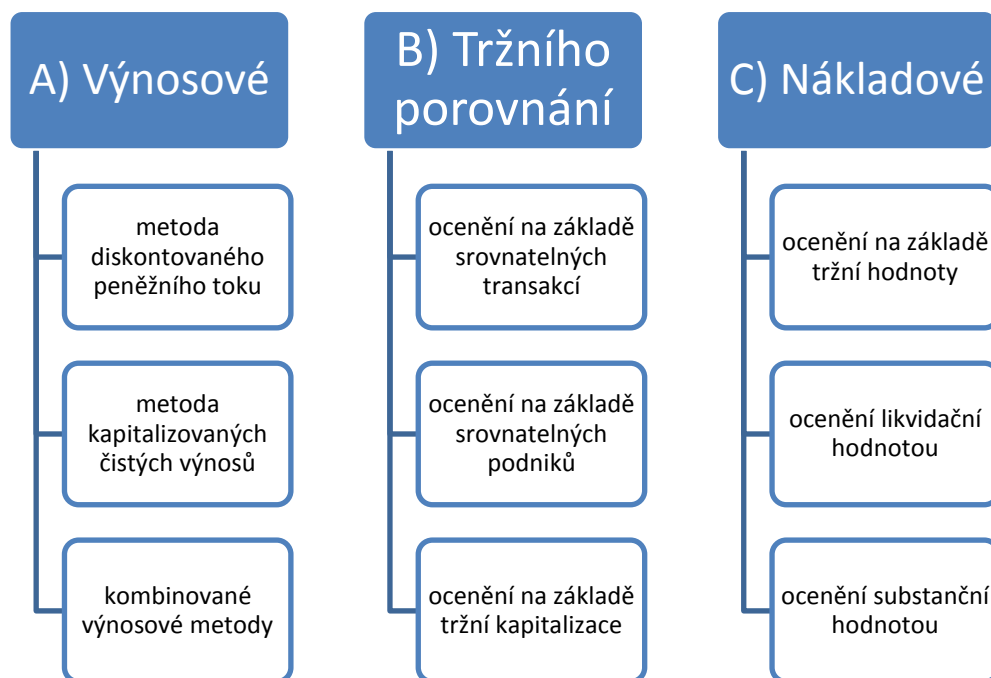 A) Výnosové
metoda
diskontovaného
peněžního toku
metoda
kapitalizovaných
čistých výnosů
kombinované
výnosové metody
B) Tržního
porovnání
ocenění na základě
srovnatelných
transakcí
ocenění na základě
srovnatelných
podniků
ocenění na základě
tržní kapitalizace
C) Nákladové
ocenění na základě
tržní hodnoty
ocenění likvidační
hodnotou
ocenění substanční
hodnotou